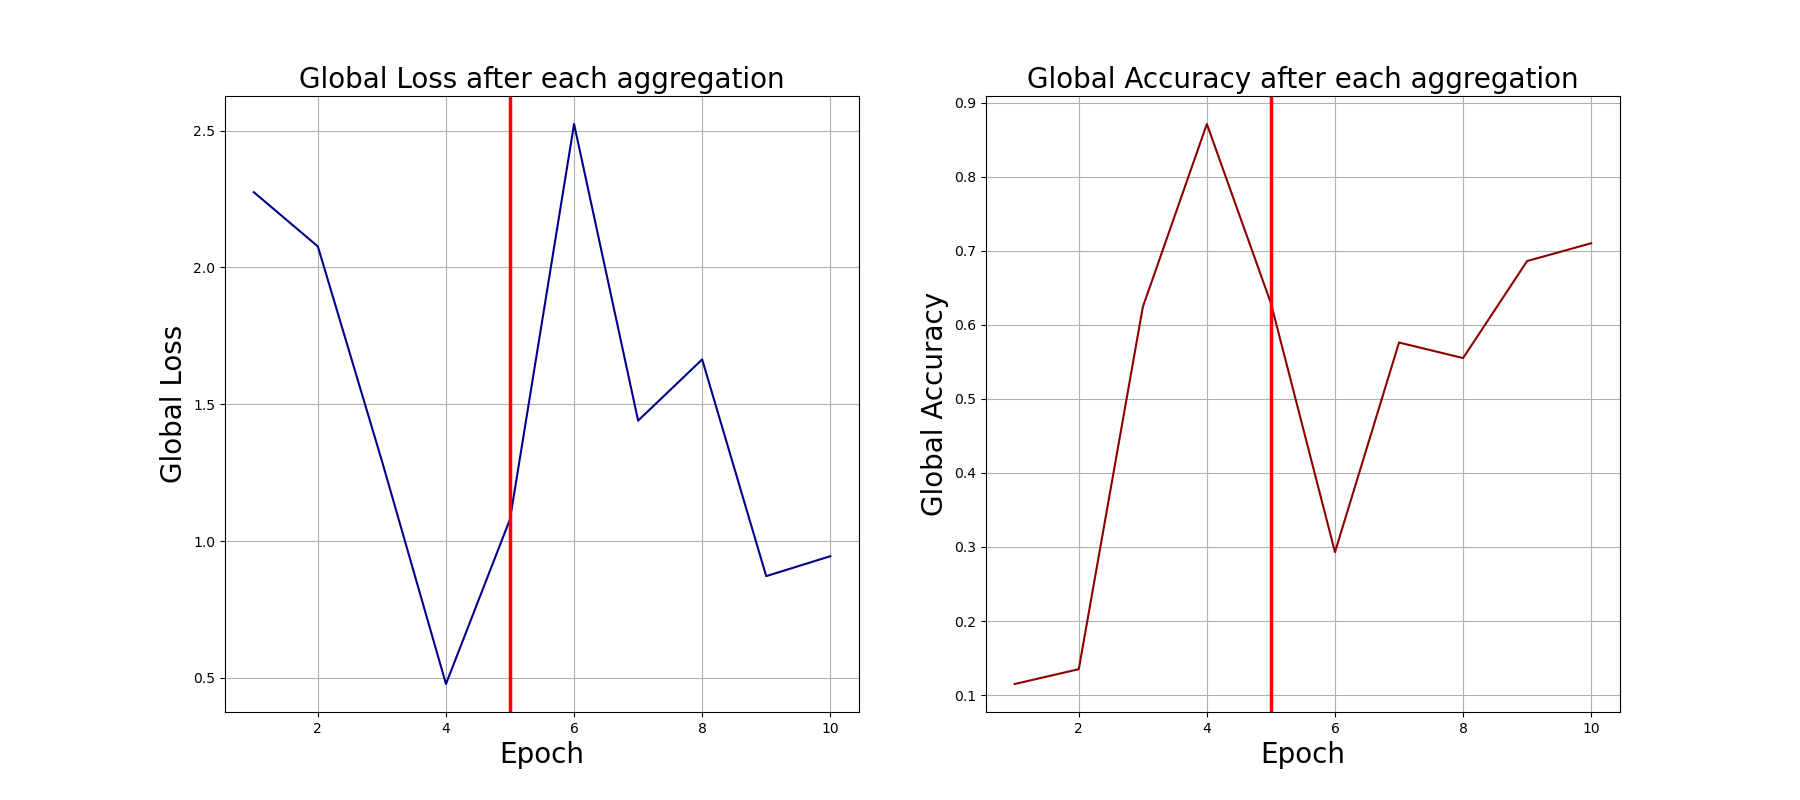 Global Loss after each aggregation
Global Loss
2.5
2.0
1.5
1.0
0.5
2 4 6 8 10
Epoch
Global Accuracy after each aggregation
Global Accuracy
0.9
0.8
0.7
0.6
0.5
0.4
0.3
0.2
0.1
2 4 6 8 10
Epoch